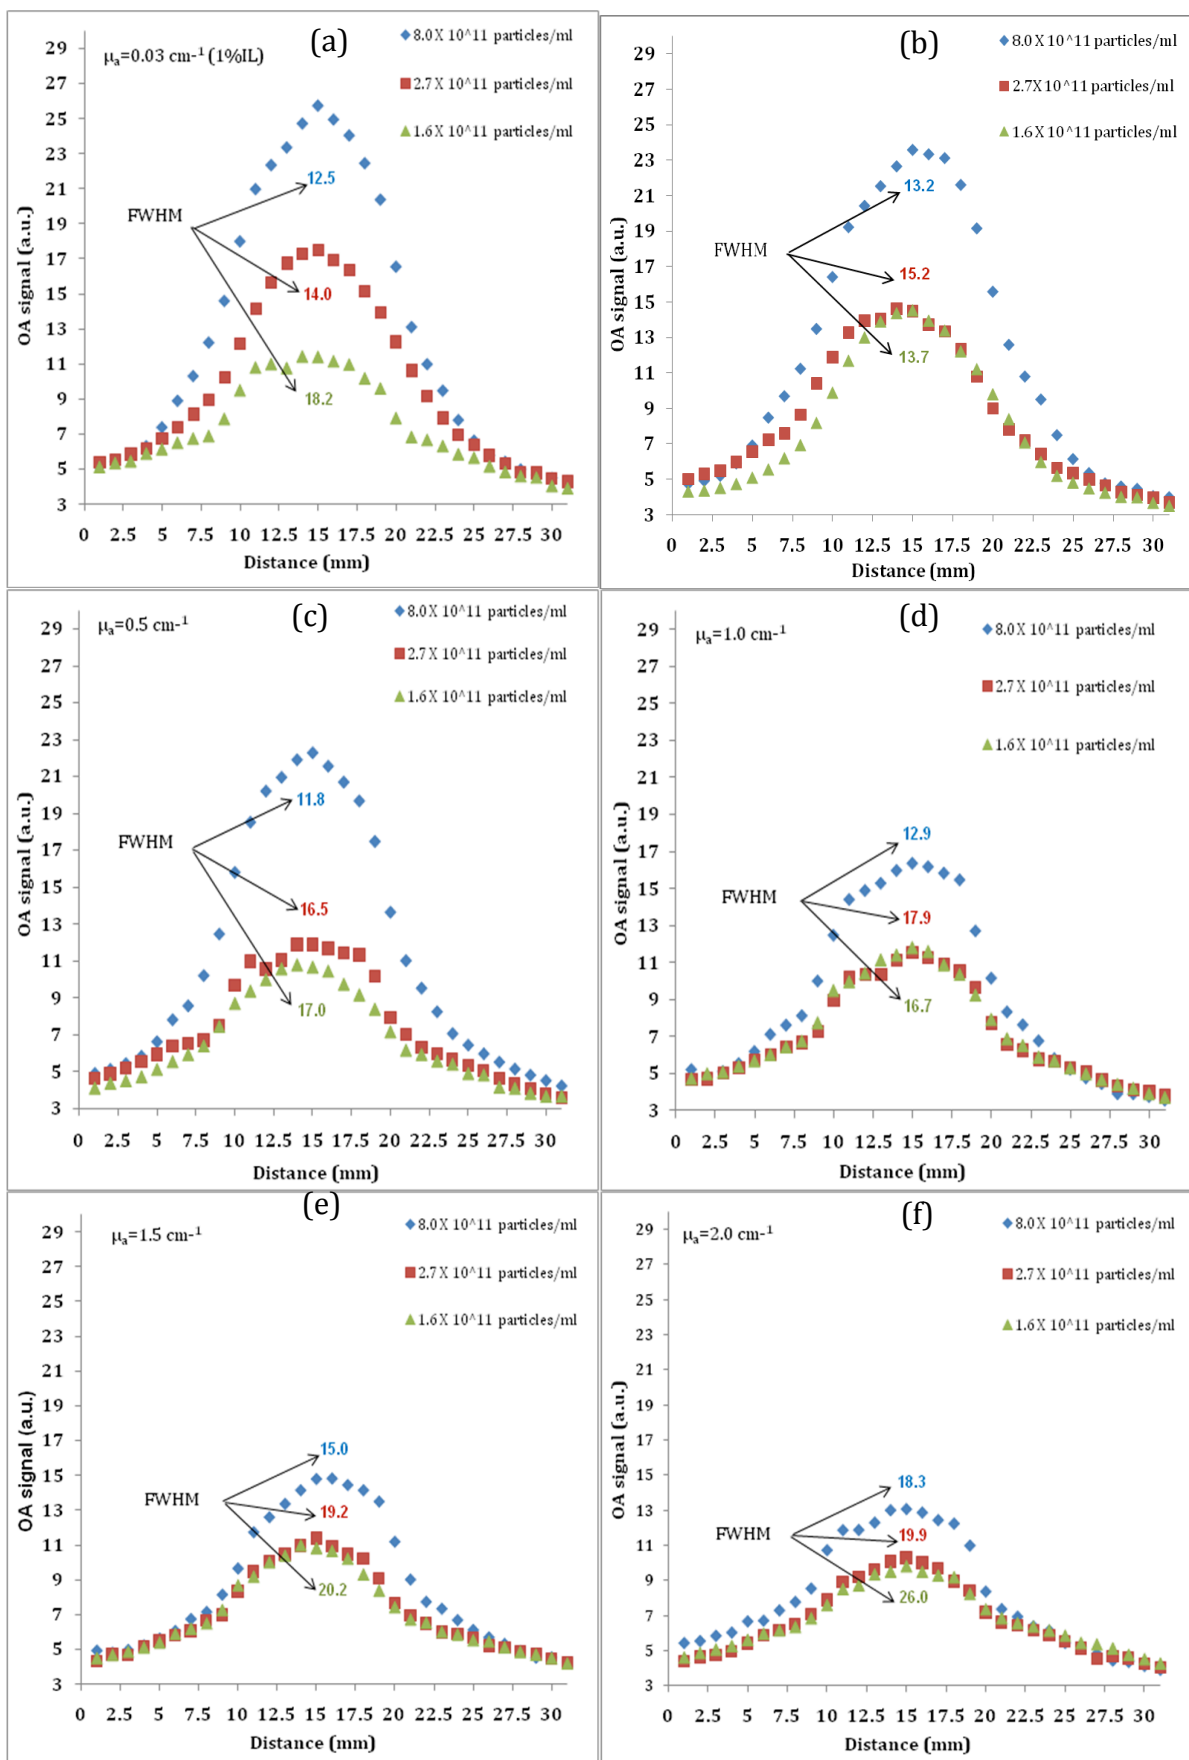 (a)
μa=0.03 cm-1 (1%IL)
8.0X 10^11 particles/ml
2.7X 10^11 particles/ml
1.6X 10^11 particles/ml
29
27
25
23
21
19
17
15
13
11
9
7
5
3
OA signal (a.u.)
FWHM
12.5
14.0
18.2
0 2.5 5 7.5 10 12.5 15 17.5 20 22.5 25 27.5 30
Distance (mm)
(b)
8.0X 10^11 particles/ml
2.7X 10^11 particles/ml
1.6X 10^11 particles/ml
29
27
25
23
21
19
17
15
13
11
9
7
5
3
OA signal (a.u.)
FWHM
13.2
15.2
13.7
0 2.5 5 7.5 10 12.5 15 17.5 20 22.5 25 27.5 30
Distance (mm)
(c)
μa=0.5 cm-1
8.0X 10^11 particles/ml
2.7X 10^11 particles/ml
1.6X 10^11 particles/ml
29
27
25
23
21
19
17
15
13
11
9
7
5
3
OA signal (a.u.)
FWHM
11.8
16.5
17.0
0 2.5 5 7.5 10 12.5 15 17.5 20 22.5 25 27.5 30
Distance (mm)
(d)
μa=1.0 cm-1
8.0X 10^11 particles/ml
2.7X 10^11 particles/ml
1.6X 10^11 particles/ml
29
27
25
23
21
19
17
15
13
11
9
7
5
3
OA signal (a.u.)
FWHM
12.9
17.9
16.7
0 2.5 5 7.5 10 12.5 15 17.5 20 22.5 25 27.5 30
Distance (mm)
(e)
μa=1.5 cm-1
8.0X 10^11 particles/ml
2.7X 10^11 particles/ml
1.6X 10^11 particles/ml
29
27
25
23
21
19
17
15
13
11
9
7
5
3
OA signal (a.u.)
FWHM
15.0
19.2
20.2
0 2.5 5 7.5 10 12.5 15 17.5 20 22.5 25 27.5 30
Distance (mm)
(f)
μa=2.0 cm-1
8.0X 10^11 particles/ml
2.7X 10^11 particles/ml
1.6X 10^11 particles/ml
29
27
25
23
21
19
17
15
13
11
9
7
5
3
OA signal (a.u.)
FWHM
18.3
19.9
26.0
0 2.5 5 7.5 10 12.5 15 17.5 20 22.5 25 27.5 30
Distance (mm)